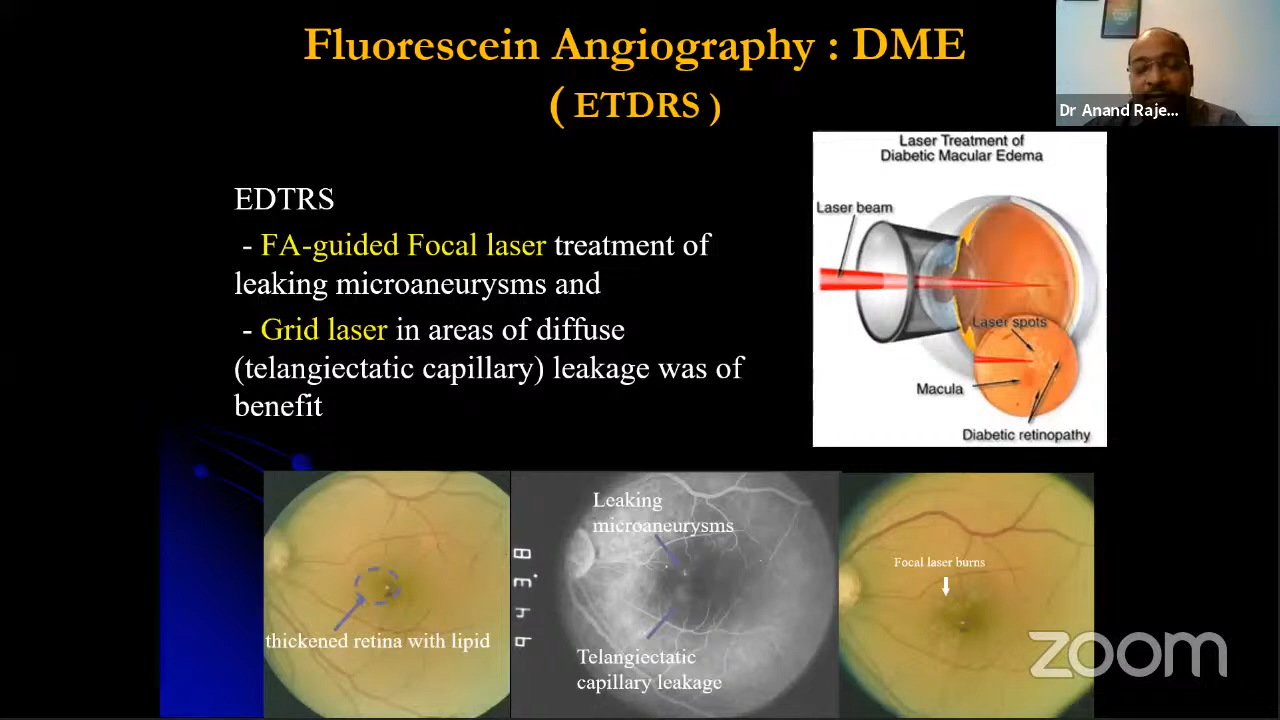 Fluorescein Angiography : DME
( ETDRS )
Dr Anand Raje...
EDTRS
- FA-guided Focal laser treatment of
leaking microaneurysms and
- Grid laser in areas of diffuse
(telangiectatic capillary) leakage was of
benefit
Laser Treatment of
Diabetic Macular Edema
Laser beam
Laser spots
Macula
Diabetic retinopathy
thickened retina with lipid
Leaking
microaneurysms
Telangiectatic
capillary leakage
Focal laser burns
zoom